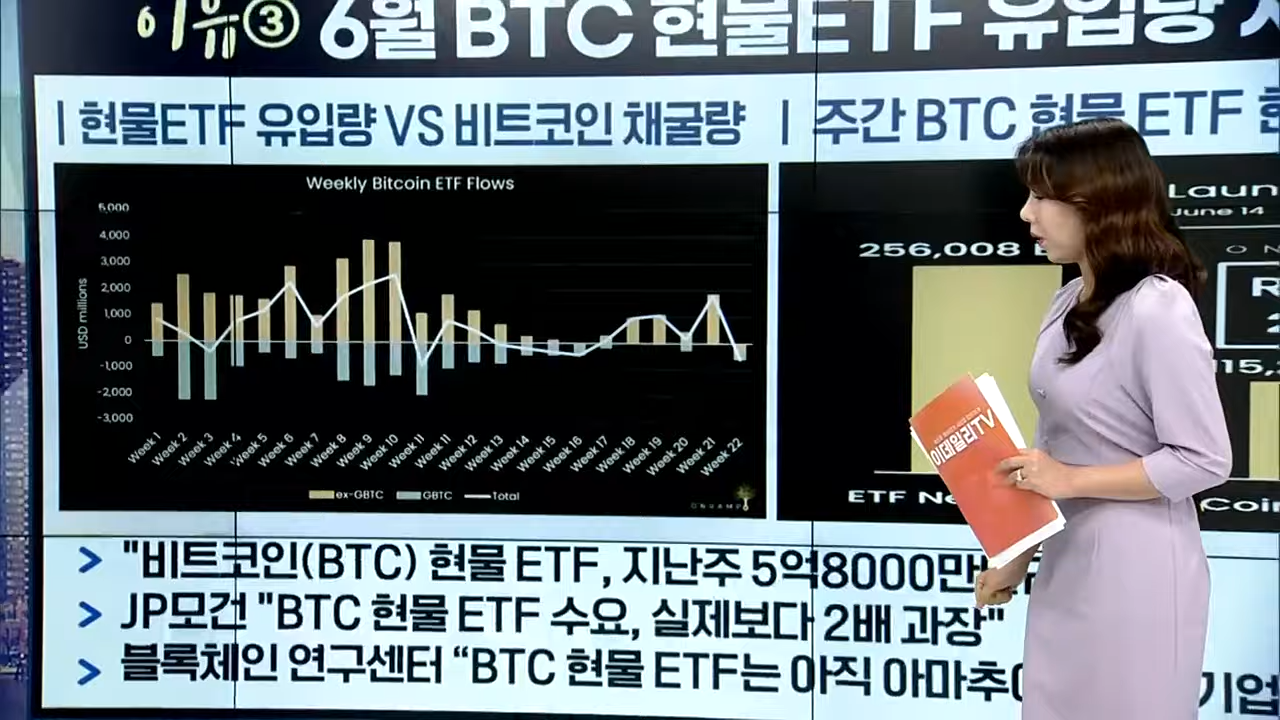 이유③ 6월 BTC 현물ETF 유입량
| 현물ETF 유입량 VS 비트코인 채굴량
| 주간 BTC 현물 ETF
Weekly Bitcoin ETF Flows
USD millions
5,000
4,000
3,000
2,000
1,000
0
-1,000
-2,000
-3,000
Week 1 Week 2 Week 3 Week 4 Week 5 Week 6 Week 7 Week 8 Week 9 Week 10 Week 11 Week 11 Week 12 Week 13 Week 14 Week 15 Week 16 Week 17 Week 18 Week 19 Week 20 Week 21 Week 22
ex-GBTC GBTC Total
ONRAMP
Laun
June 14
256,008
R
2
115,
ETF Ne
Coin
이데일리TV
> "비트코인(BTC) 현물 ETF, 지난주 5억8000만
> JP모건 "BTC 현물 ETF 수요, 실제보다 2배 과장"
> 블록체인 연구센터 “BTC 현물 ETF는 아직 아마추어 기업